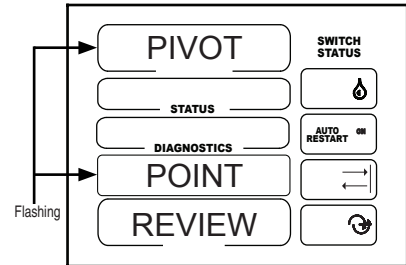 PIVOT
SWITCH
STATUS
STATUS
AUTO
RESTART
ON
DIAGNOSTICS
POINT
Flashing
REVIEW